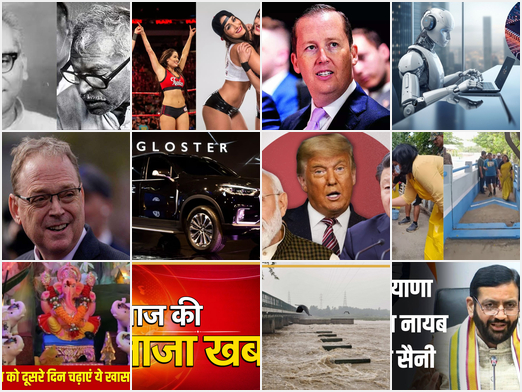 GLOSTER
को दूसरे दिन चढ़ाएं ये खास
आज की
ताजा खब
याणा
नायब
सैनी